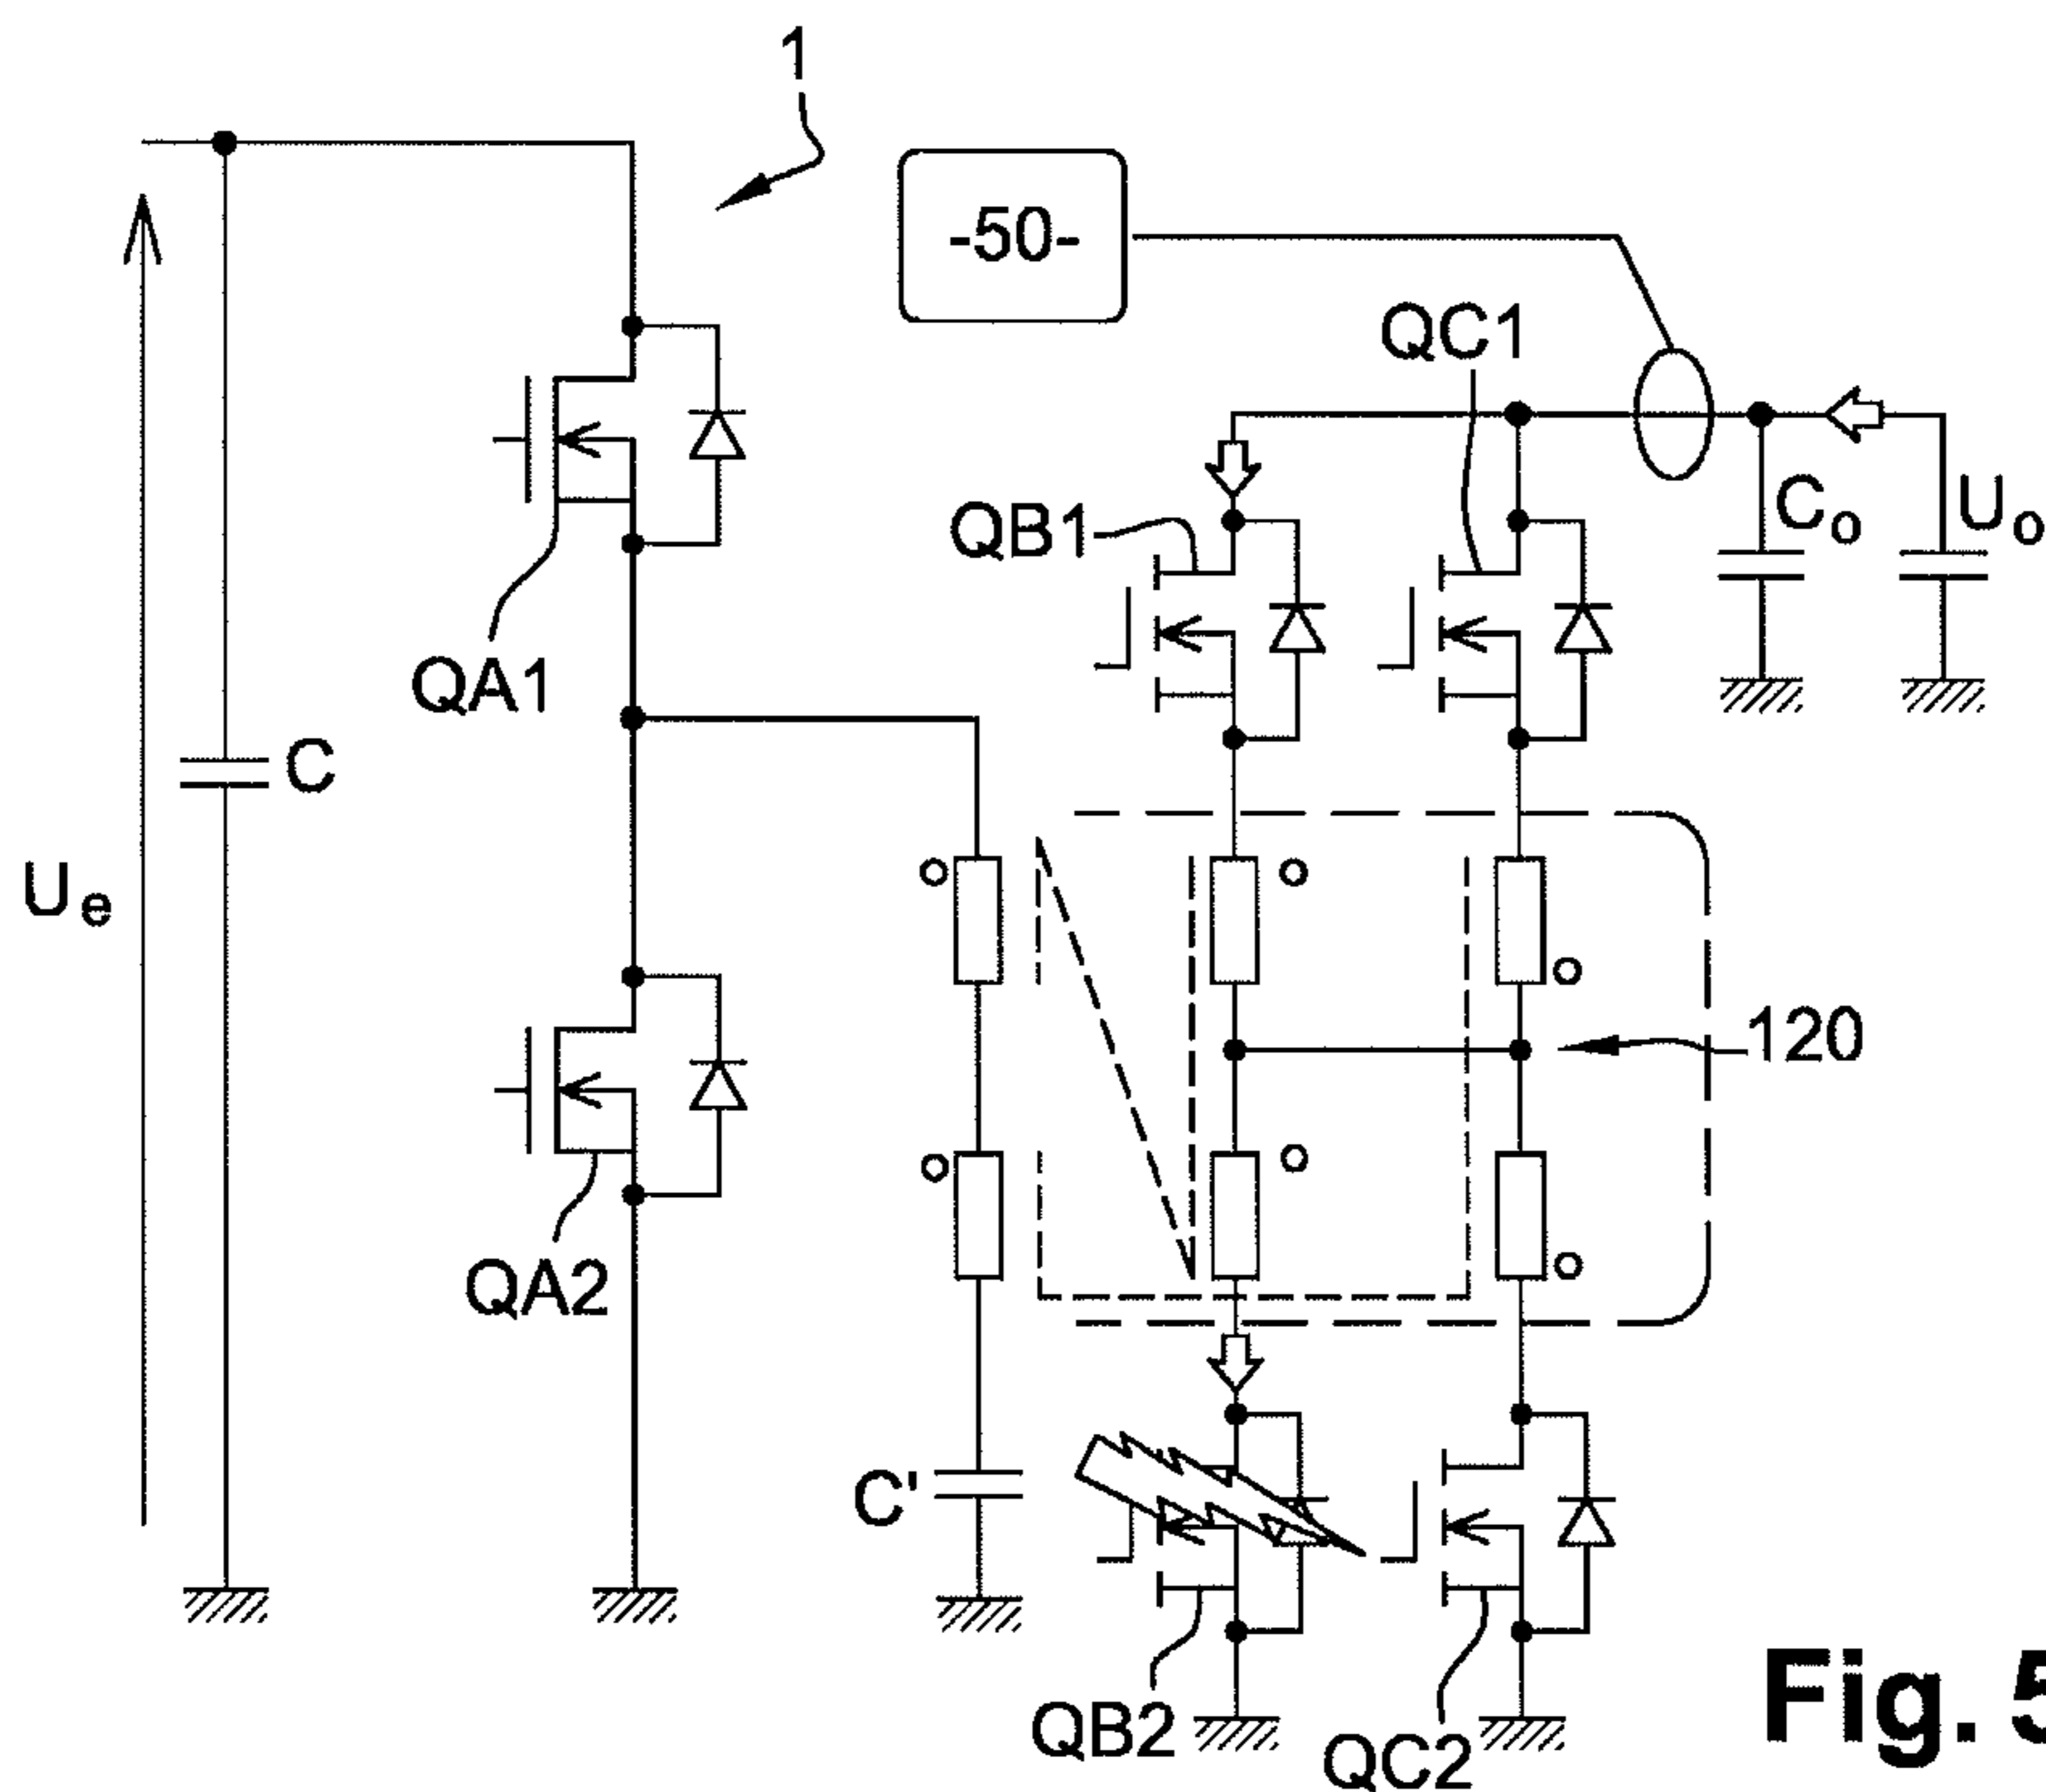 1
-50-
QC1
QB1
Co
Uo
QA1
C
Ue
120
QA2
C'
QB2
QC2
Fig. 5